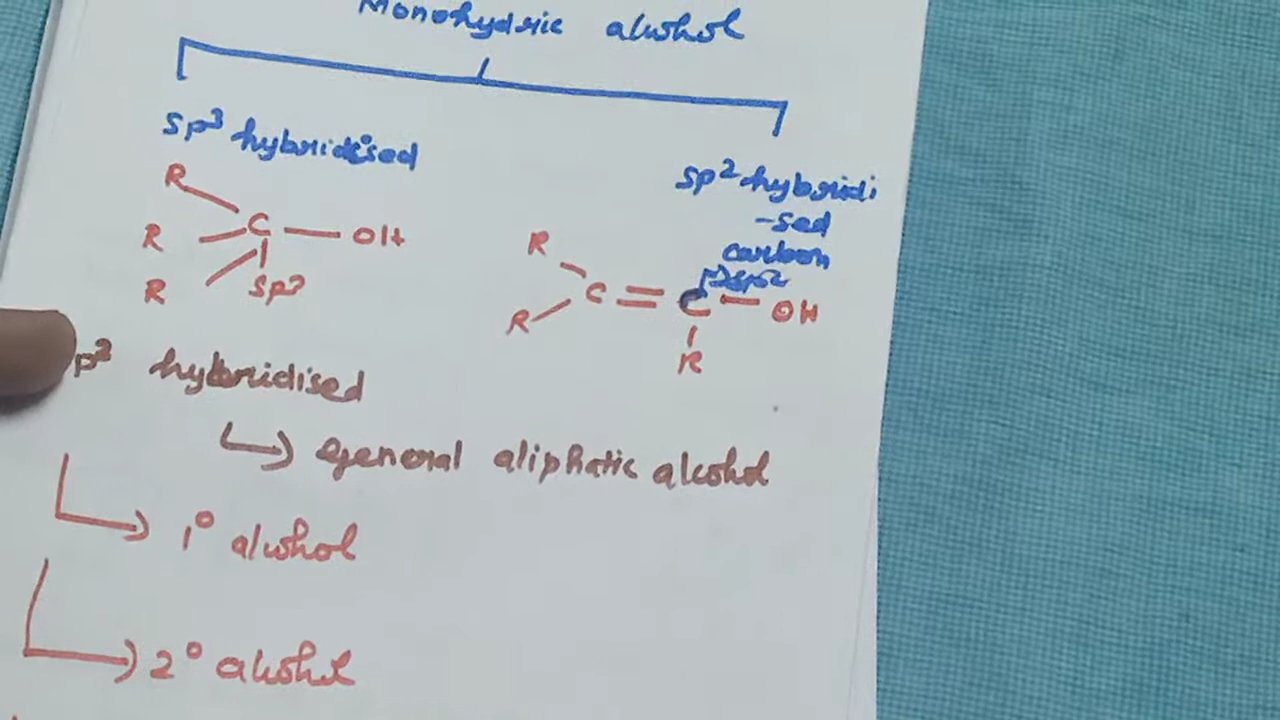 Monohydric alcohol
sp³ hybridised
sp² hybridi
-sed
carbon
sp²
R
R
R
C — OH
sp³
R
R
C = C — OH
R
p³ hybridised
↳ general aliphatic alcohol
↳ 1° alcohol
↳ 2° alcohol